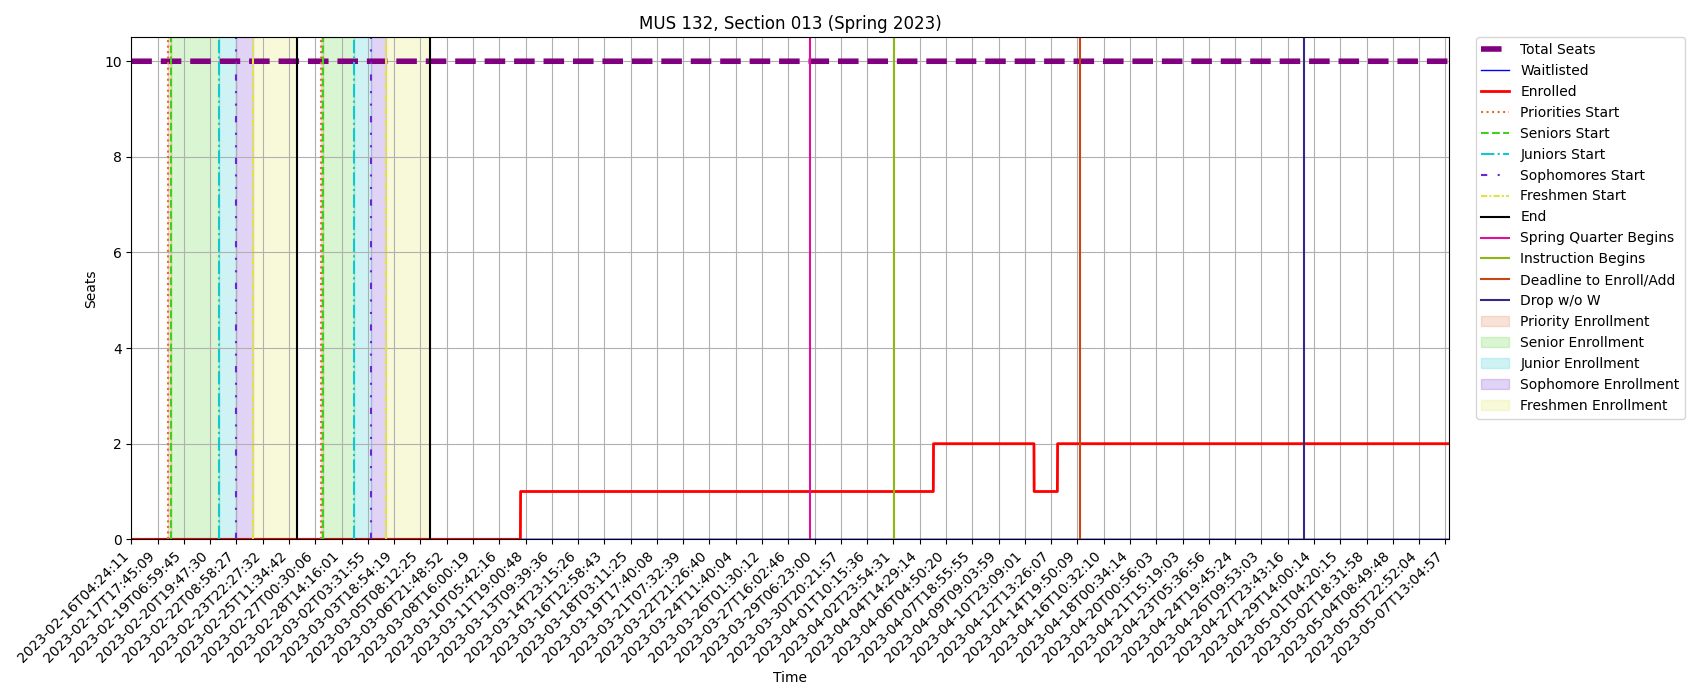 MUS 132, Section 013 (Spring 2023)
10
8
6
4
2
0
Seats
2023-02-16T04:24:11
2023-02-17T17:45:09
2023-02-19T06:59:45
2023-02-20T19:47:30
2023-02-22T08:58:27
2023-02-23T22:27:32
2023-02-25T11:34:42
2023-02-27T00:30:06
2023-02-28T14:16:01
2023-03-02T03:31:55
2023-03-03T18:54:19
2023-03-05T08:12:25
2023-03-06T21:48:52
2023-03-08T16:00:19
2023-03-10T05:42:16
2023-03-11T19:00:48
2023-03-13T09:39:36
2023-03-14T23:15:26
2023-03-16T12:58:43
2023-03-18T03:11:25
2023-03-19T17:40:08
2023-03-21T07:32:39
2023-03-22T21:26:40
2023-03-24T11:40:04
2023-03-26T01:30:12
2023-03-27T16:02:46
2023-03-29T06:23:00
2023-03-30T20:21:57
2023-04-01T10:15:36
2023-04-02T23:54:31
2023-04-04T14:29:14
2023-04-06T04:50:20
2023-04-07T18:55:55
2023-04-09T09:03:59
2023-04-10T23:09:01
2023-04-12T13:26:07
2023-04-14T19:50:09
2023-04-16T10:32:10
2023-04-18T00:34:14
2023-04-20T00:56:03
2023-04-21T15:19:03
2023-04-23T05:36:56
2023-04-24T19:45:24
2023-04-26T09:53:03
2023-04-27T23:43:16
2023-04-29T14:00:14
2023-05-01T04:20:15
2023-05-02T18:31:58
2023-05-04T08:49:48
2023-05-05T22:52:04
2023-05-07T13:04:57
Time
Total Seats
Waitlisted
Enrolled
Priorities Start
Seniors Start
Juniors Start
Sophomores Start
Freshmen Start
End
Spring Quarter Begins
Instruction Begins
Deadline to Enroll/Add
Drop w/o W
Priority Enrollment
Senior Enrollment
Junior Enrollment
Sophomore Enrollment
Freshmen Enrollment